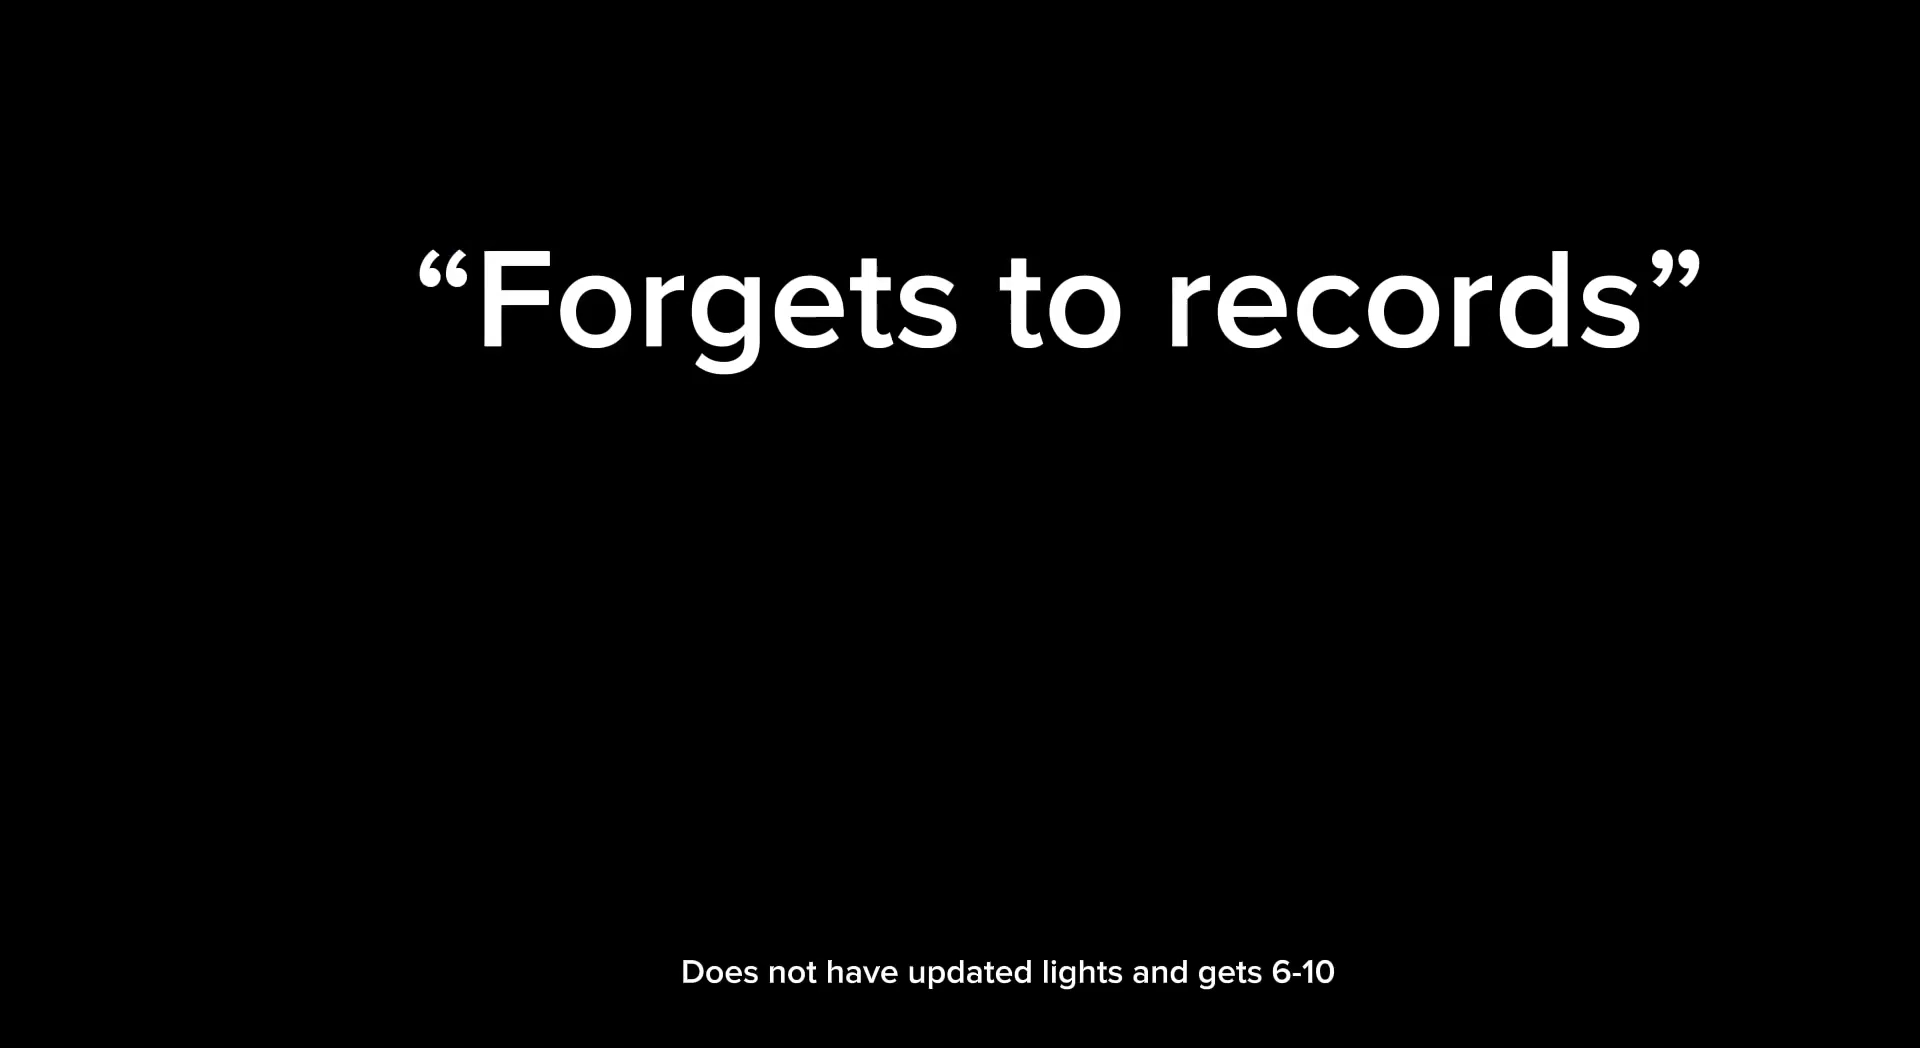 “Forgets to records”
Does not have updated lights and gets 6-10